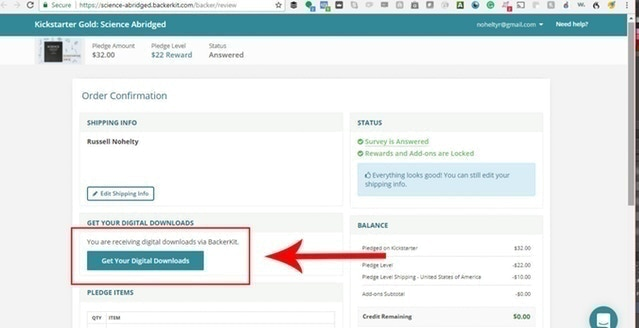 Secure
https://science-abridged.backerkit.com/backer/review
Kickstarter Gold: Science Abridged
noheltyr@gmail.com
Need help?
Pledge Amount
$32.00
Pledge Level
$22 Reward
Status
Answered
Order Confirmation
SHIPPING INFO
Russell Nohelty
Edit Shipping Info
GET YOUR DIGITAL DOWNLOADS
You are receiving digital downloads via BackerKit.
Get Your Digital Downloads
PLEDGE ITEMS
QTY ITEM
STATUS
Survey is Answered
Rewards and Add-ons are Locked
Everything looks good! You can still edit your
shipping info.
BALANCE
Pledged on Kickstarter $32.00
Pledge Level -$22.00
Pledge Level Shipping - United States of America -$10.00
Add-ons Subtotal -$0.00
Credit Remaining $0.00